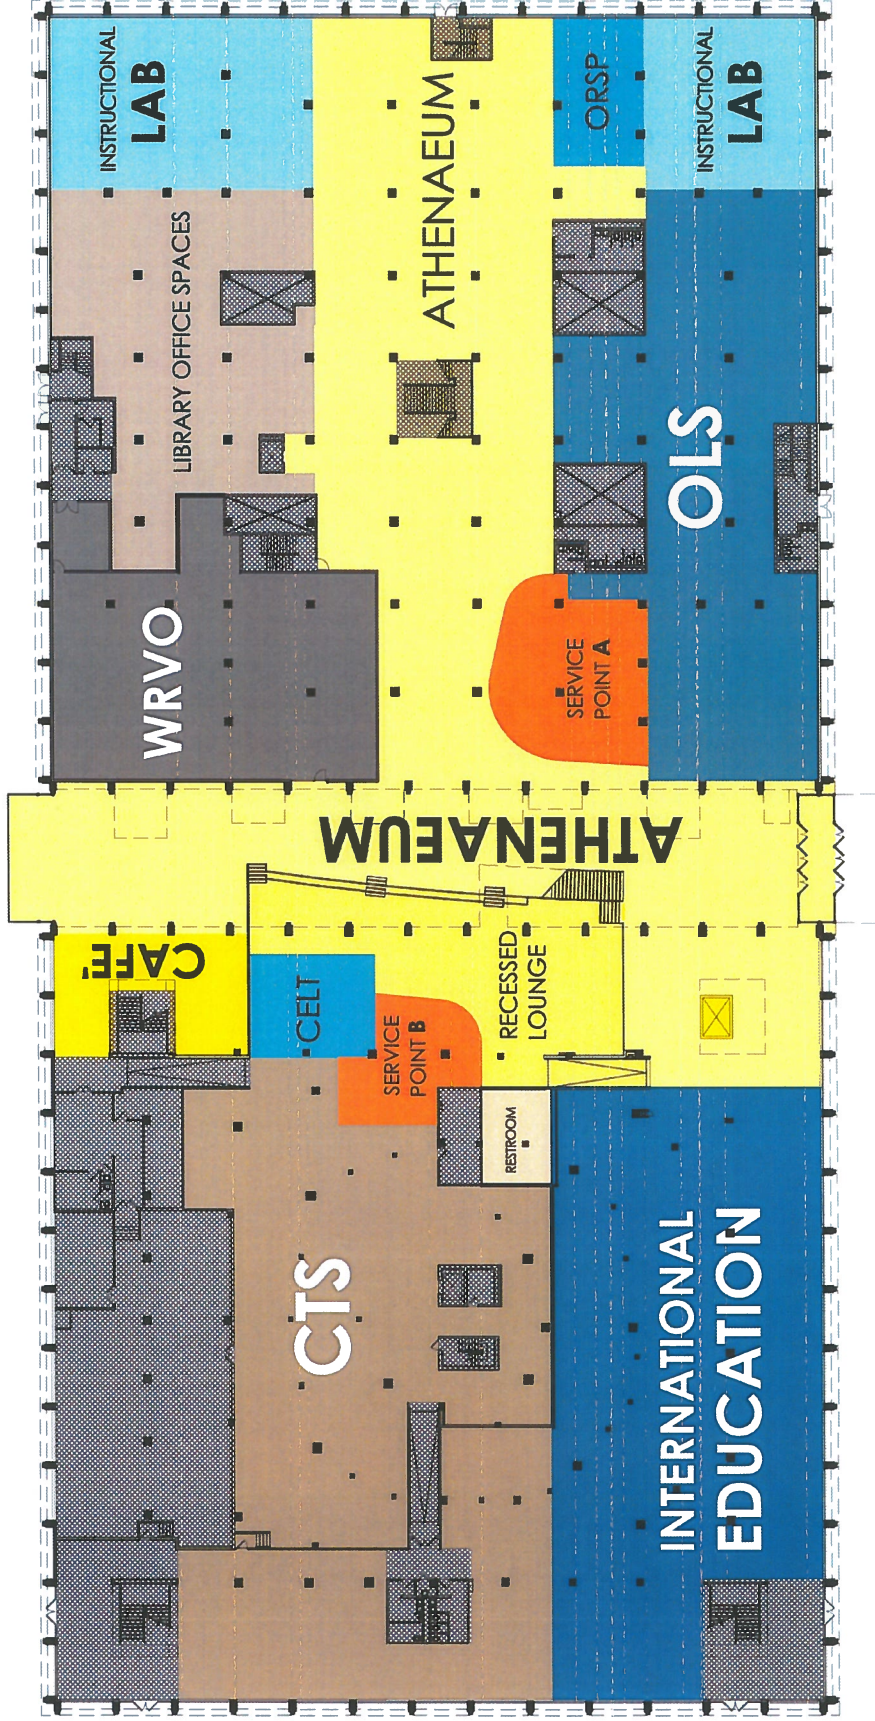 INSTRUCTIONAL
LAB
ATHENAEUM
ORSP
INSTRUCTIONAL
LAB
LIBRARY OFFICE SPACES
OLS
WRVO
SERVICE
POINT A
ATHENAEUM
CAFE'
CELT
RECESSED
LOUNGE
SERVICE
POINT B
RESTROOM
CTS
INTERNATIONAL
EDUCATION